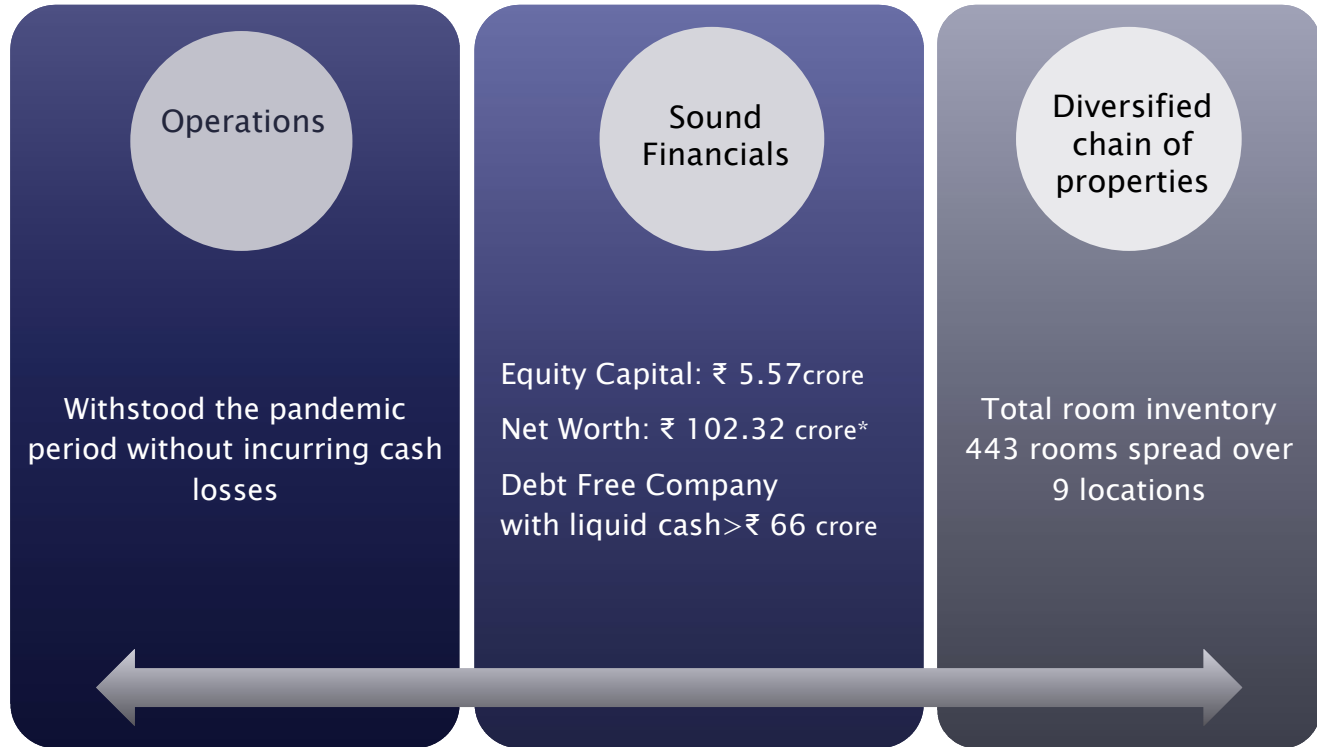 Operations
Withstood the pandemic
period without incurring cash
losses
Sound
Financials
Equity Capital: ₹ 5.57crore
Net Worth: ₹ 102.32 crore*
Debt Free Company
with liquid cash>₹ 66 crore
Diversified
chain of
properties
Total room inventory
443 rooms spread over
9 locations